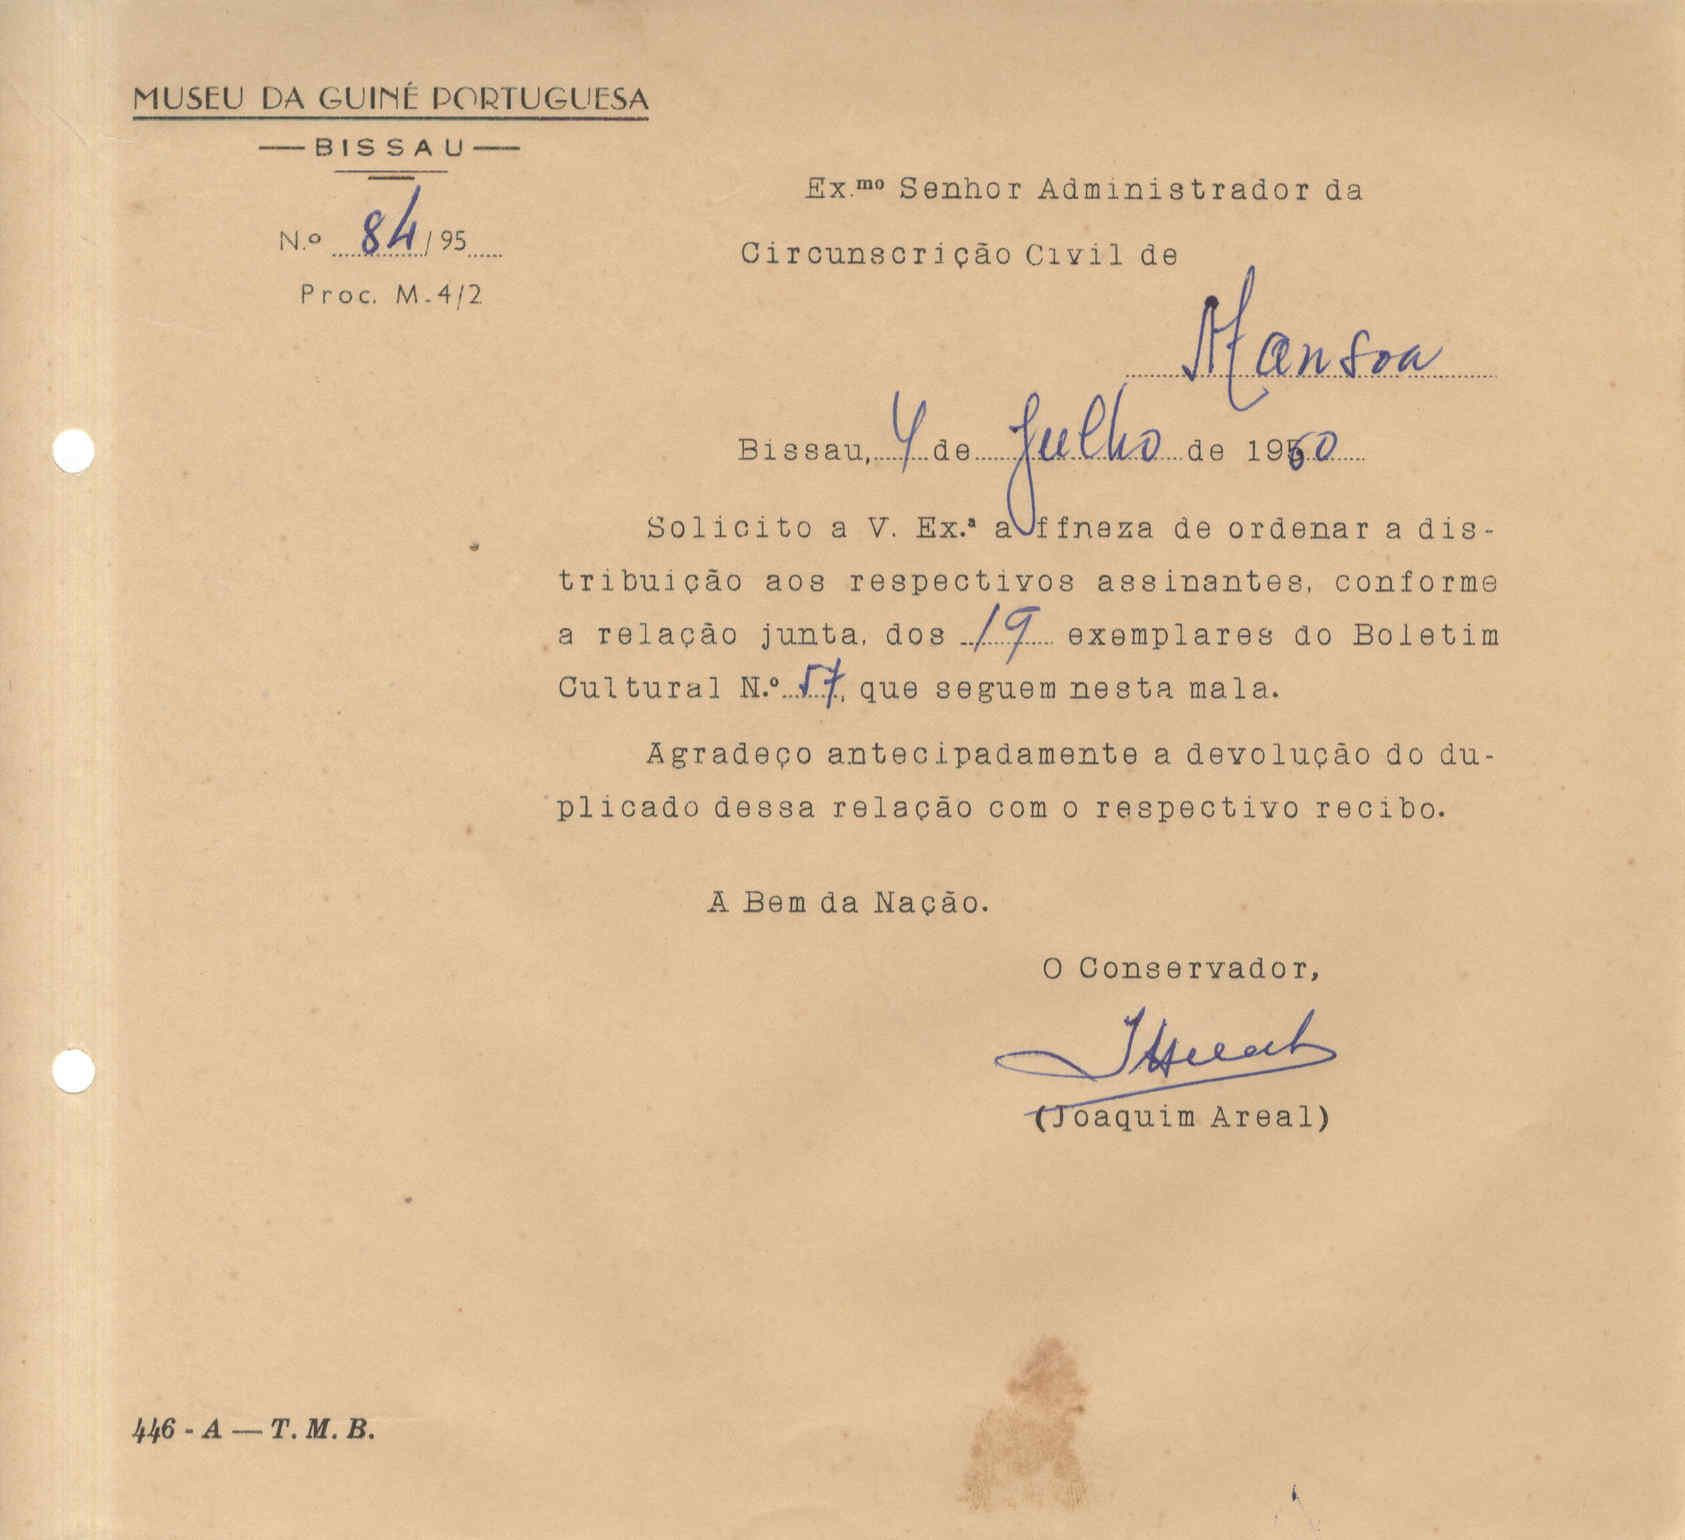 MUSEU DA GUINÉ PORTUGUESA
— BISSAU —
N.º 84/95
Proc. M-4/2
Ex.mo Senhor Administrador da
Circunscrição Civil de
Mansoa
Bissau, 4 de Julho de 1960
Solicito a V. Ex.ª a ffneza de ordenar a dis-
tribuição aos respectivos assinantes, conforme
a relação junta, dos 19 exemplares do Boletim
Cultural N.º 57, que seguem nesta mala.
Agradeço antecipadamente a devolução do du-
plicado dessa relação com o respectivo recibo.
A Bem da Nação.
O Conservador,
(Joaquim Areal)
446 - A — T. M. B.